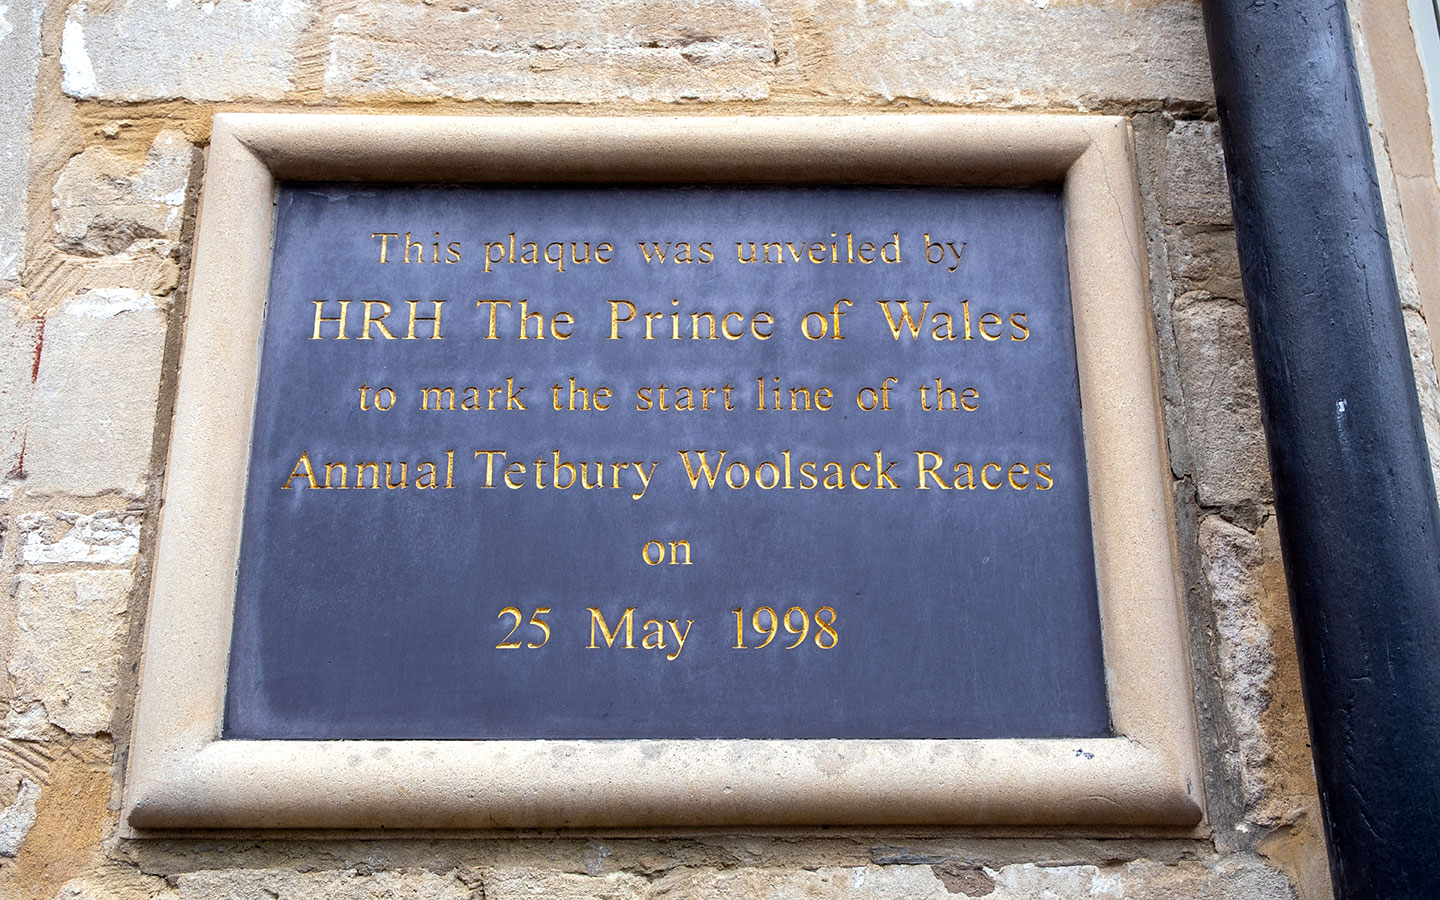 This plaque was unveiled by
HRH The Prince of Wales
to mark the start line of the
Annual Tetbury Woolsack Races
on
25 May 1998